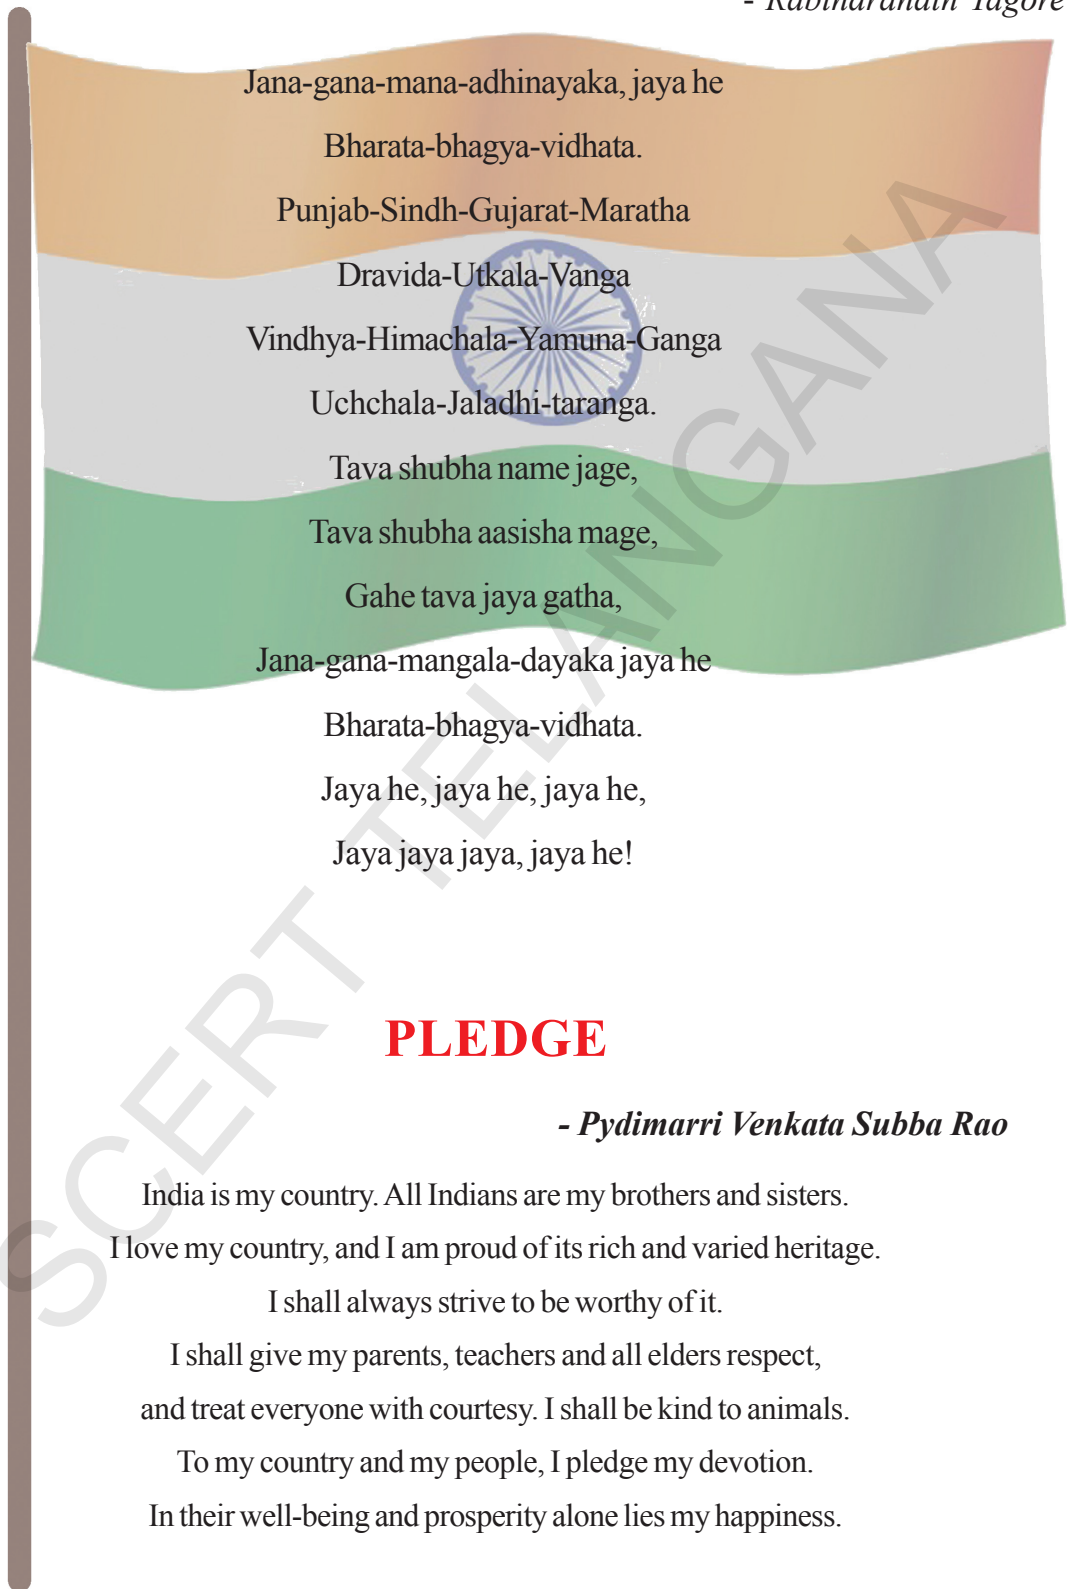 - Rabindranath Tagore
Jana-gana-mana-adhinayaka, jaya he
Bharata-bhagya-vidhata.
Punjab-Sindh-Gujarat-Maratha
Dravida-Utkala-Vanga
Vindhya-Himachala-Yamuna-Ganga
Uchchala-Jaladhi-taranga.
Tava shubha name jage,
Tava shubha aasisha mage,
Gahe tava jaya gatha,
Jana-gana-mangala-dayaka jaya he
Bharata-bhagya-vidhata.
Jaya he, jaya he, jaya he,
Jaya jaya jaya, jaya he!
SCERT TELANGANA
PLEDGE
- Pydimarri Venkata Subba Rao
India is my country. All Indians are my brothers and sisters.
I love my country, and I am proud of its rich and varied heritage.
I shall always strive to be worthy of it.
I shall give my parents, teachers and all elders respect,
and treat everyone with courtesy. I shall be kind to animals.
To my country and my people, I pledge my devotion.
In their well-being and prosperity alone lies my happiness.